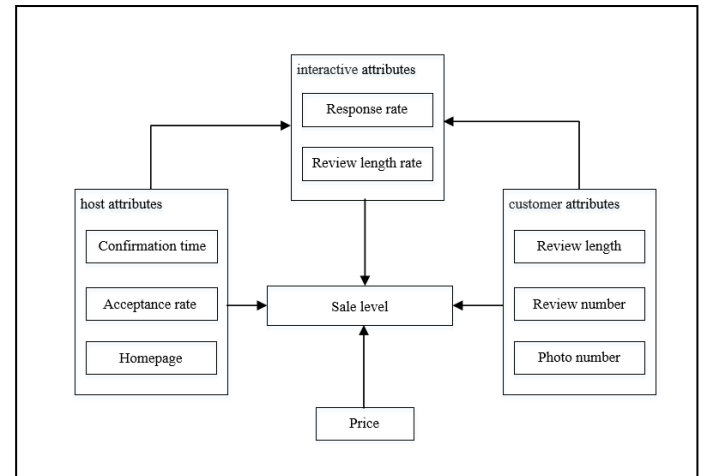 interactive attributes
Response rate
Review length rate
host attributes
Confirmation time
Acceptance rate
Homepage
customer attributes
Review length
Review number
Photo number
Sale level
Price